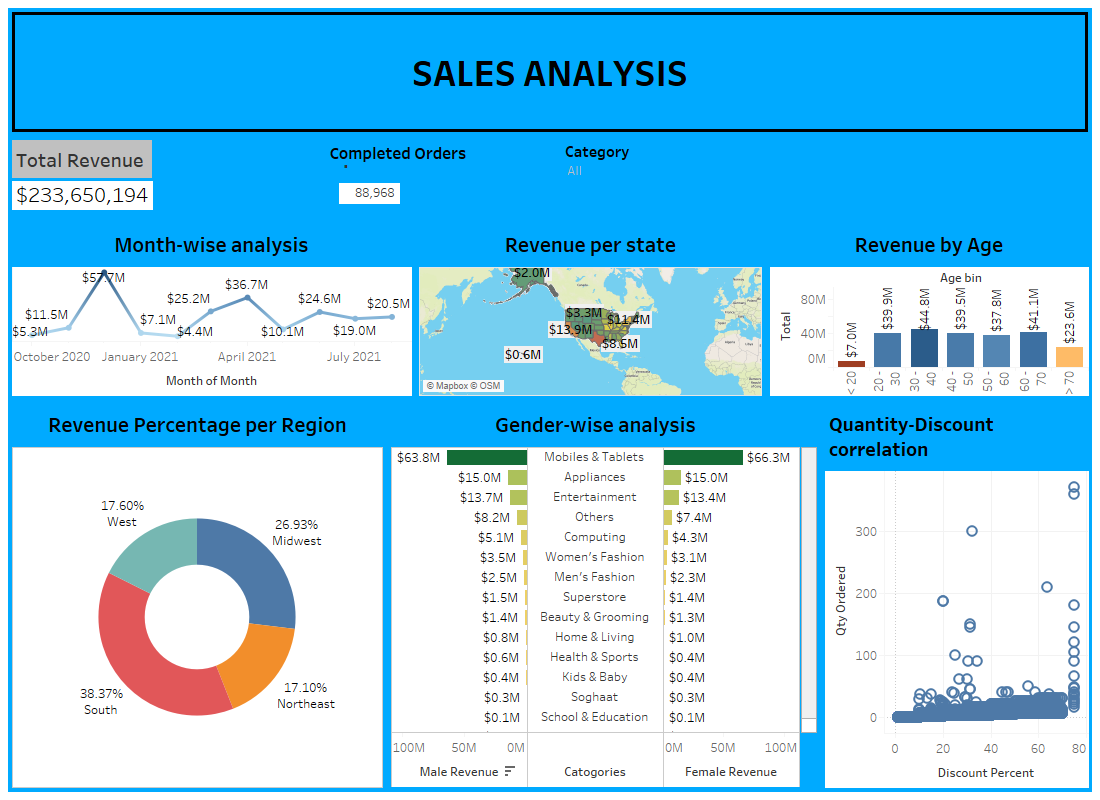 SALES ANALYSIS
Total Revenue
$233,650,194
Completed Orders
88,968
Category
All
Month-wise analysis
$5.3M
$11.5M
$57.7M
$7.1M
$4.4M
$25.2M
$36.7M
$10.1M
$24.6M
$19.0M
$20.5M
October 2020 January 2021 April 2021 July 2021
Month of Month
Revenue per state
$2.0M
$3.3M
$11.4M
$13.9M
$8.5M
$0.6M
© Mapbox © OSM
Revenue by Age
Age bin
Total
80M
40M
0M
$7.0M
$39.9M
$44.8M
$39.5M
$37.8M
$41.1M
$23.6M
< 20
20 - 30
30 - 40
40 - 50
50 - 60
60 - 70
> 70
Revenue Percentage per Region
17.60%
West
26.93%
Midwest
38.37%
South
17.10%
Northeast
Gender-wise analysis
$63.8M Mobiles & Tablets $66.3M
$15.0M Appliances $15.0M
$13.7M Entertainment $13.4M
$8.2M Others $7.4M
$5.1M Computing $4.3M
$3.5M Women's Fashion $3.1M
$2.5M Men's Fashion $2.3M
$1.5M Superstore $1.4M
$1.4M Beauty & Grooming $1.3M
$0.8M Home & Living $1.0M
$0.6M Health & Sports $0.4M
$0.4M Kids & Baby $0.4M
$0.3M Soghaat $0.3M
$0.1M School & Education $0.1M
100M 50M 0M 0M 50M 100M
Male Revenue Catogories Female Revenue
Quantity-Discount
correlation
Qty Ordered
300
200
100
0
0 20 40 60 80
Discount Percent